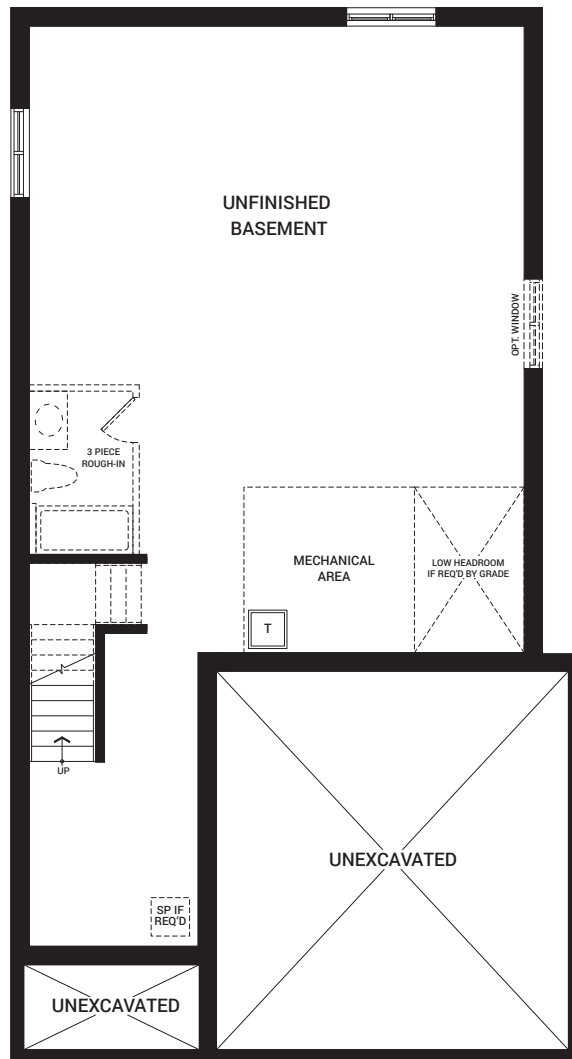 UNFINISHED
BASEMENT
OPT. WINDOW
3 PIECE
ROUGH-IN
MECHANICAL
AREA
LOW HEADROOM
IF REQ'D BY GRADE
T
UP
UNEXCAVATED
SP IF
REQ'D
UNEXCAVATED